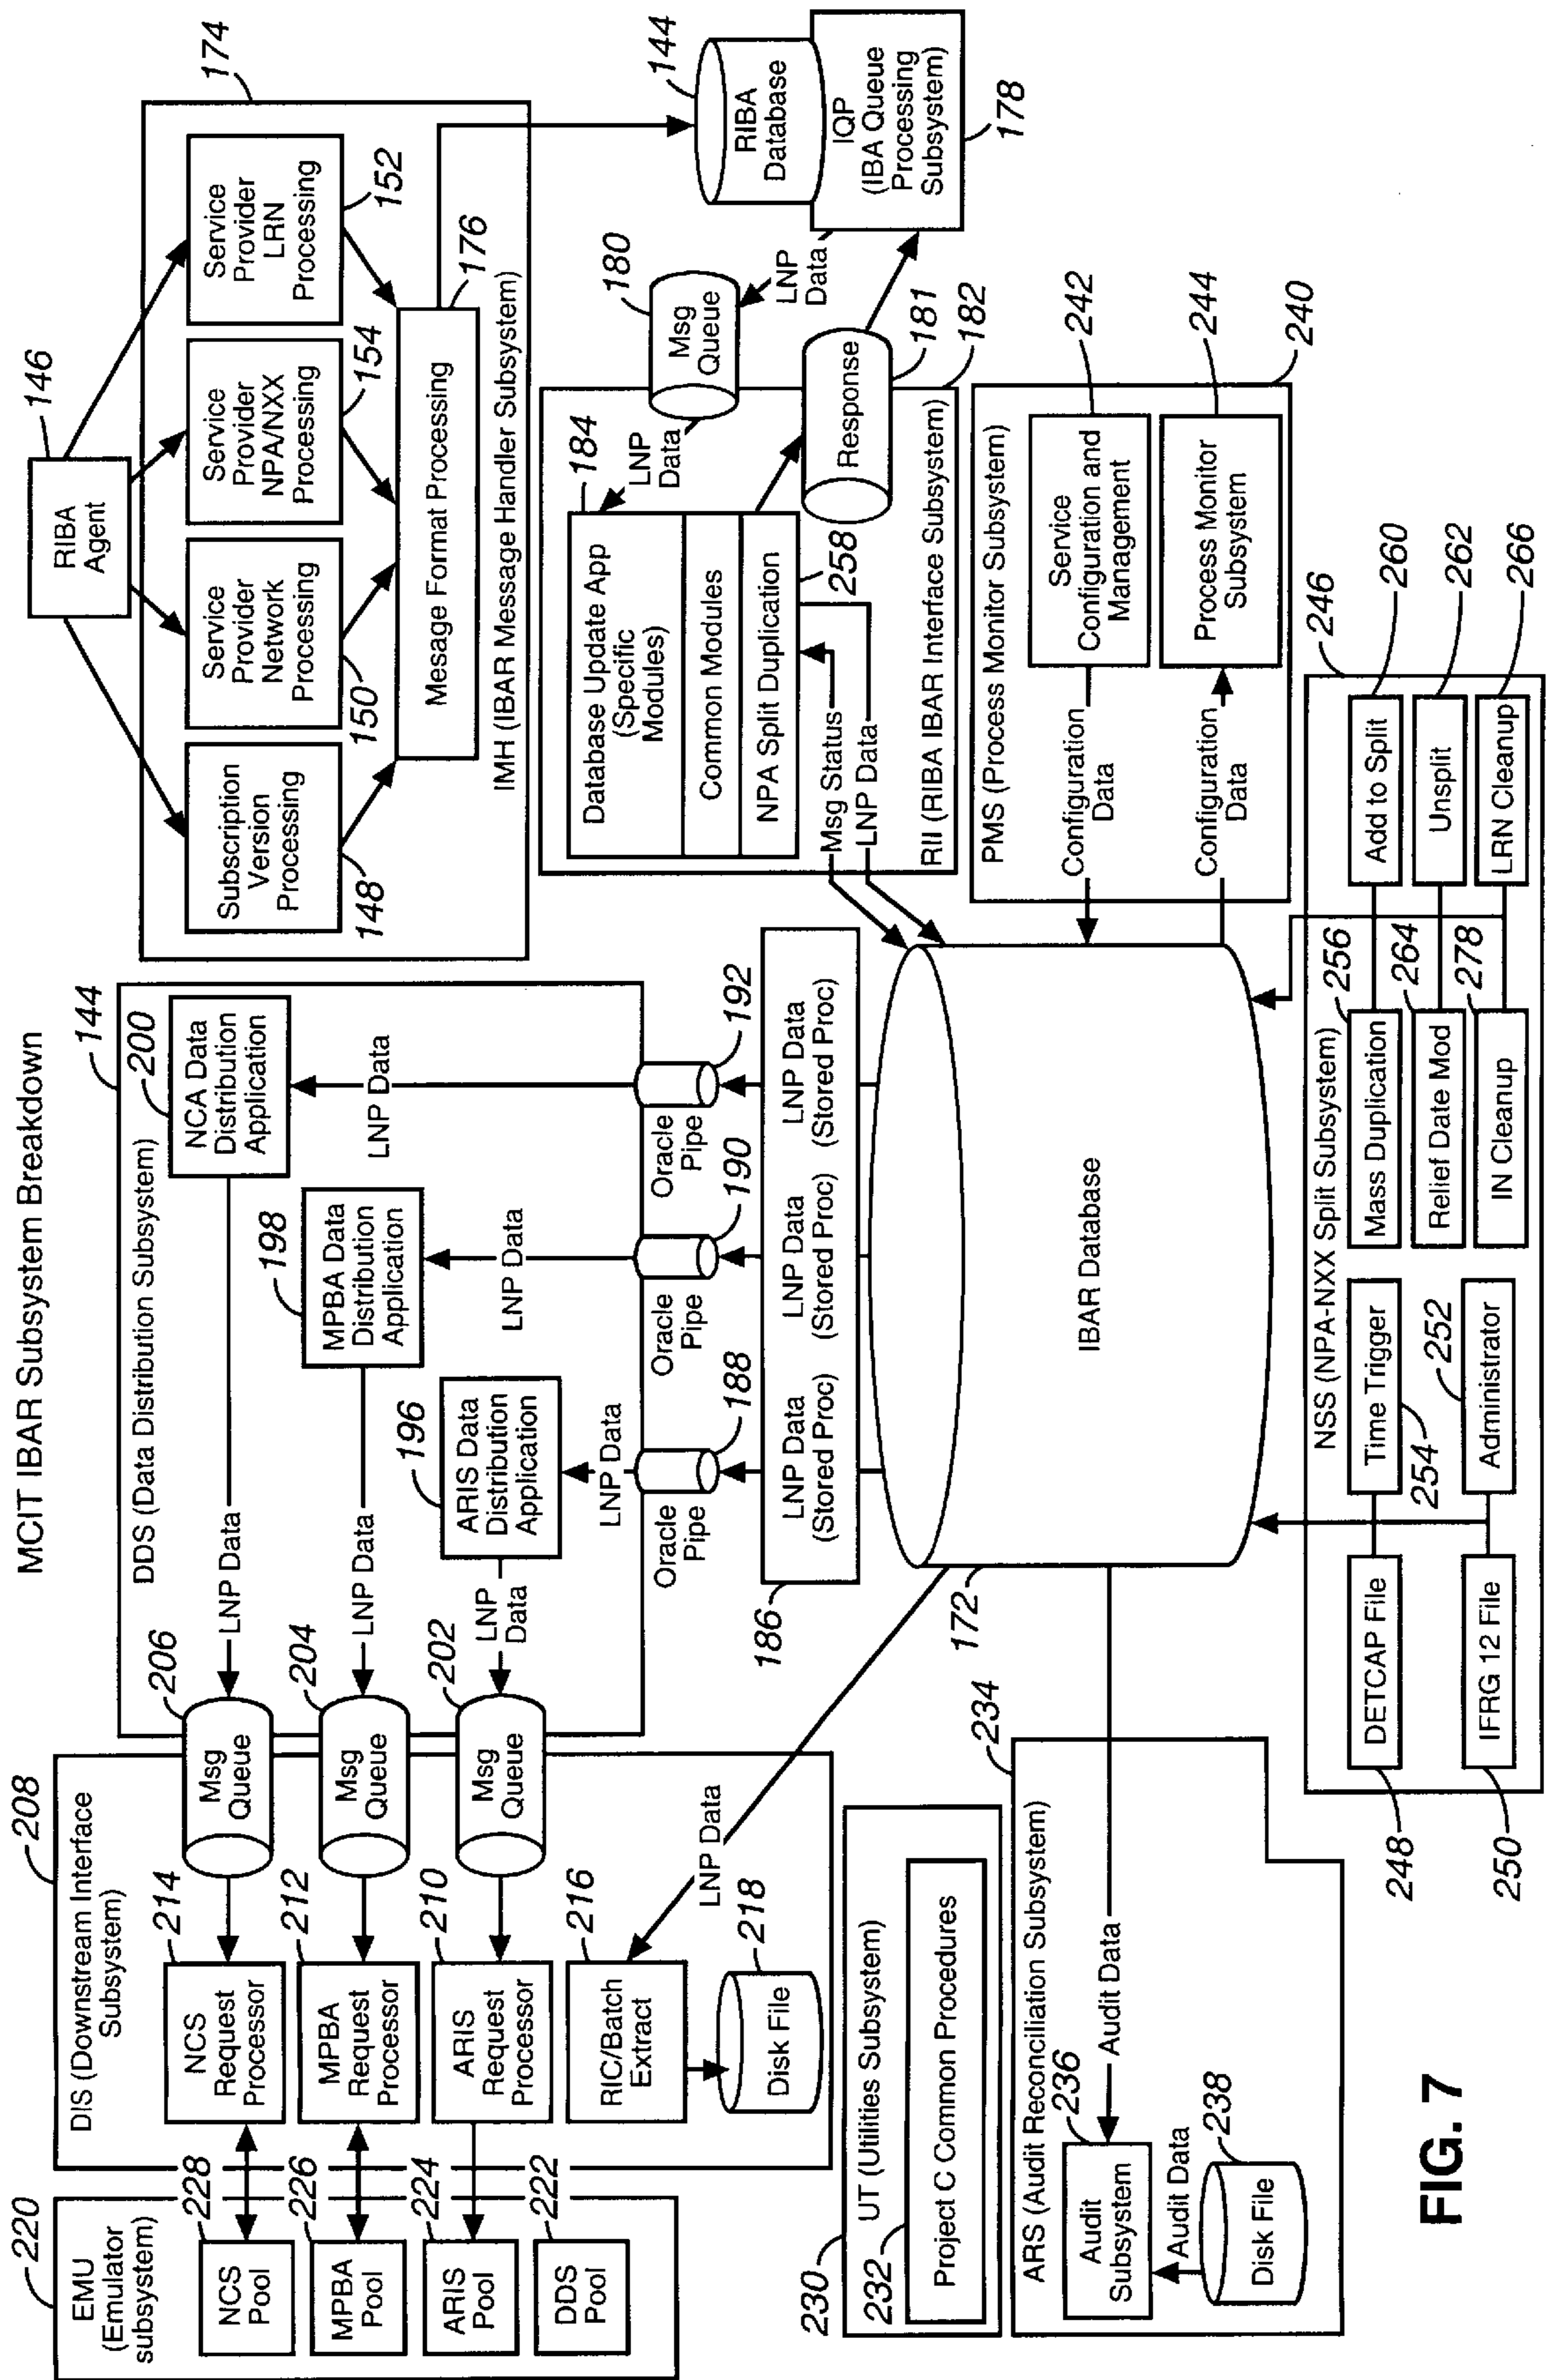 MCIT IBAR Subsystem Breakdown
220
EMU
(Emulator
subsystem)
NCS
Pool
228
MPBA
Pool
226
ARIS
Pool
224
DDS
Pool
222
208
DIS (Downstream Interface
Subsystem)
214
NCS
Request
Processor
212
MPBA
Request
Processor
210
ARIS
Request
Processor
216
RIC/Batch
Extract
218
Disk File
LNP Data
206
Msg
Queue
204
Msg
Queue
202
Msg
Queue
144
DDS (Data Distribution Subsystem)
200
NCA Data
Distribution
Application
LNP Data
LNP Data
198
MPBA Data
Distribution
Application
LNP Data
LNP Data
196
ARIS Data
Distribution
Application
LNP
Data
LNP Data
Oracle
Pipe
188
Oracle
Pipe
190
Oracle
Pipe
192
186
LNP Data
(Stored Proc)
LNP Data
(Stored Proc)
LNP Data
(Stored Proc)
172
IBAR Database
146
RIBA
Agent
174
Subscription
Version
Processing
148
Service
Provider
Network
Processing
150
Service
Provider
NPA/NXX
Processing
154
Service
Provider
LRN
Processing
152
Mesage Format Processing
176
IMH (IBAR Message Handler Subsystem)
144
RIBA
Database
IQP
(IBA Queue
Processing
Subsystem)
178
180
Msg
Queue
LNP
Data
LNP
Data
184
Database Update App
(Specific
Modules)
Common Modules
NPA Split Duplication
258
Response
181
182
Msg Status
LNP Data
RII (RIBA IBAR Interface Subsystem)
PMS (Process Monitor Subsystem)
Service
Configuration and
Management
242
Process Monitor
Subsystem
244
240
Configuration
Data
Configuration
Data
230
UT (Utilities Subsystem)
232
Project C Common Procedures
234
ARS (Audit Reconciliation Subsystem)
236
Audit
Subsystem
Audit Data
Audit Data
238
Disk File
246
NSS (NPA-NXX Split Subsystem)
DETCAP File
248
IFRG 12 File
250
Time Trigger
254
Administrator
252
256
Mass Duplication
264
Relief Date Mod
278
IN Cleanup
Add to Split
260
Unsplit
262
LRN Cleanup
266
FIG. 7